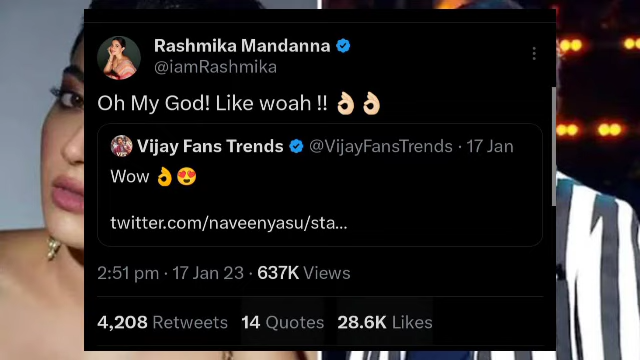 Rashmika Mandanna
@iamRashmika
Oh My God! Like woah !! 👌🏻👌🏻
Vijay Fans Trends @VijayFansTrends · 17 Jan
Wow 👌😍
twitter.com/naveenyasu/sta...
2:51 pm · 17 Jan 23 · 637K Views
4,208 Retweets 14 Quotes 28.6K Likes